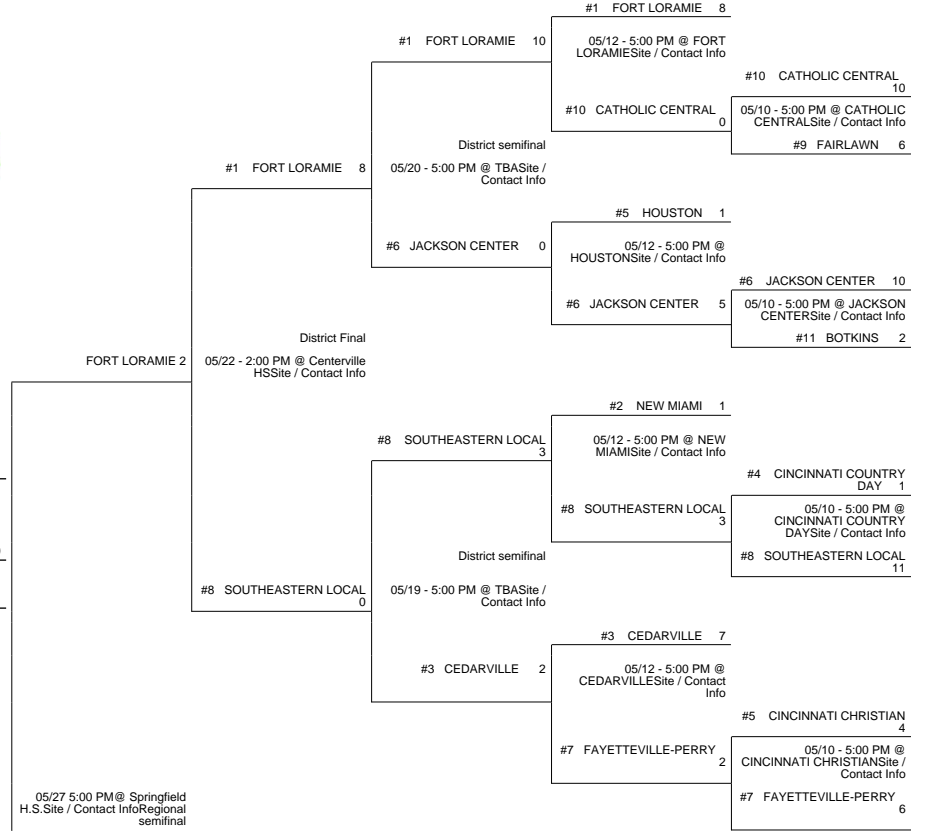 #1 FORT LORAMIE 8
#1 FORT LORAMIE 10
05/12 - 5:00 PM @ FORT
LORAMIESite / Contact Info
#10 CATHOLIC CENTRAL
10
#10 CATHOLIC CENTRAL
0
05/10 - 5:00 PM @ CATHOLIC
CENTRALSite / Contact Info
#9 FAIRLAWN 6
District semifinal
#1 FORT LORAMIE 8
05/20 - 5:00 PM @ TBASite /
Contact Info
#5 HOUSTON 1
#6 JACKSON CENTER 0
05/12 - 5:00 PM @
HOUSTONSite / Contact Info
#6 JACKSON CENTER 10
#6 JACKSON CENTER 5
05/10 - 5:00 PM @ JACKSON
CENTERSite / Contact Info
#11 BOTKINS 2
District Final
FORT LORAMIE 2
05/22 - 2:00 PM @ Centerville
HSSite / Contact Info
#2 NEW MIAMI 1
#8 SOUTHEASTERN LOCAL
3
05/12 - 5:00 PM @ NEW
MIAMISite / Contact Info
#4 CINCINNATI COUNTRY
DAY 1
#8 SOUTHEASTERN LOCAL
3
05/10 - 5:00 PM @
CINCINNATI COUNTRY
DAYSite / Contact Info
#8 SOUTHEASTERN LOCAL
11
District semifinal
#8 SOUTHEASTERN LOCAL
0
05/19 - 5:00 PM @ TBASite /
Contact Info
#3 CEDARVILLE 7
#3 CEDARVILLE 2
05/12 - 5:00 PM @
CEDARVILLESite / Contact
Info
#5 CINCINNATI CHRISTIAN
4
#7 FAYETTEVILLE-PERRY
2
05/10 - 5:00 PM @
CINCINNATI CHRISTIANSite /
Contact Info
#7 FAYETTEVILLE-PERRY
6
05/27 5:00 PM@ Springfield
H.S.Site / Contact InfoRegional
semifinal